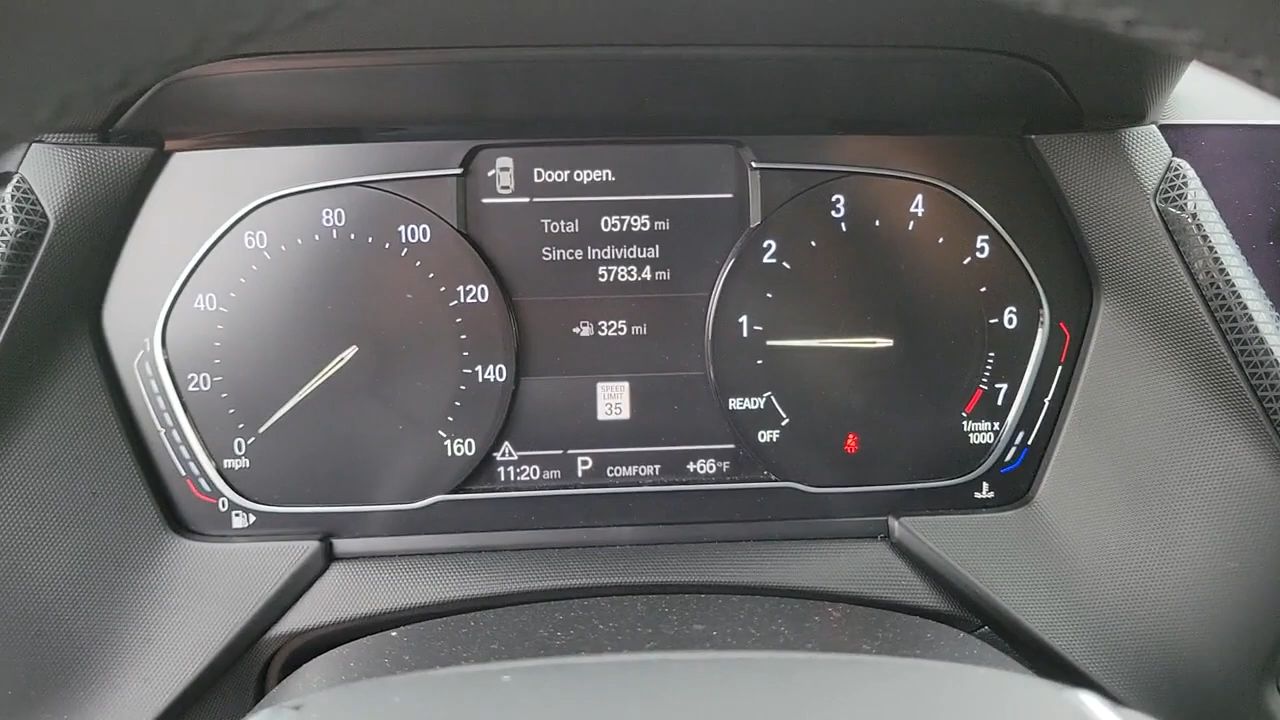 Door open.
Total 05795 mi
Since Individual
5783.4 mi
325 mi
SPEED
LIMIT
35
11:20 am P COMFORT +66°F
0 20 40 60 80 100 120 140 160
mph
1 0
READY
OFF
1 2 3 4 5 6 7
1/min x
1000